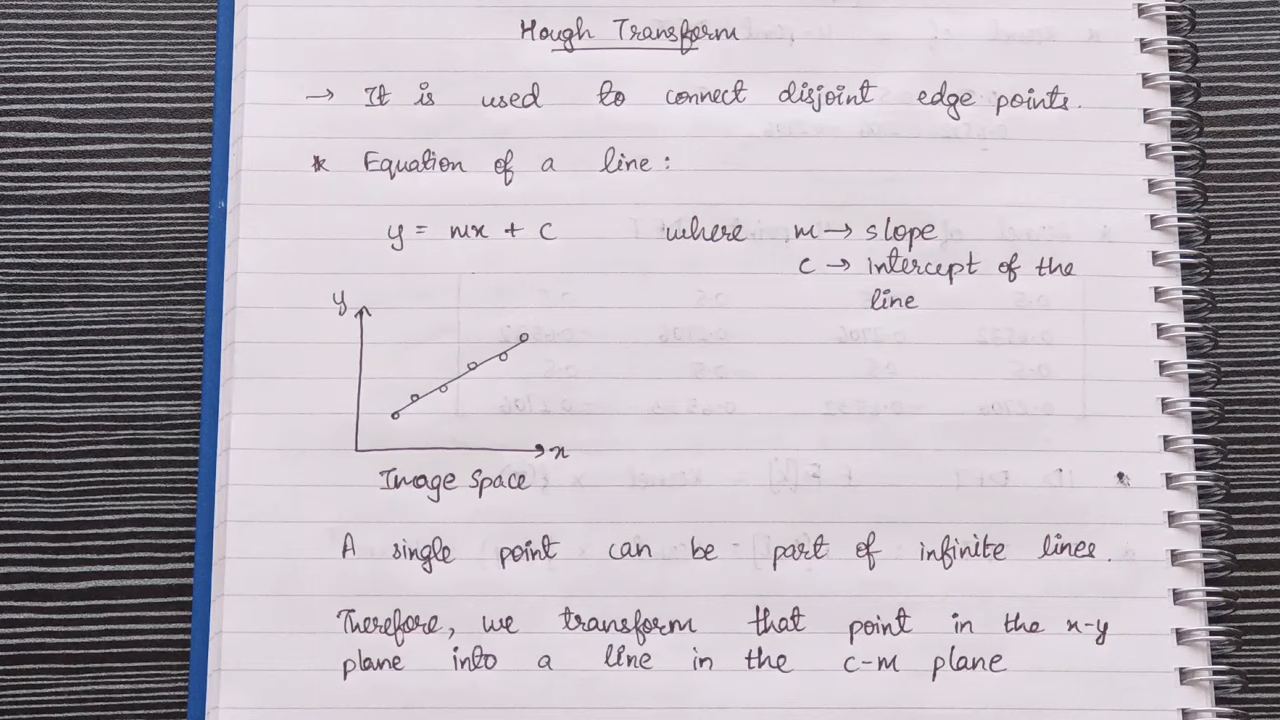 Hough Transform
→ It is used to connect disjoint edge points.
* Equation of a line:
y = mx + c where m → slope
c → intercept of the
line
y
x
Image Space
A single point can be part of infinite lines.
Therefore, we transform that point in the x-y
plane into a line in the c-m plane